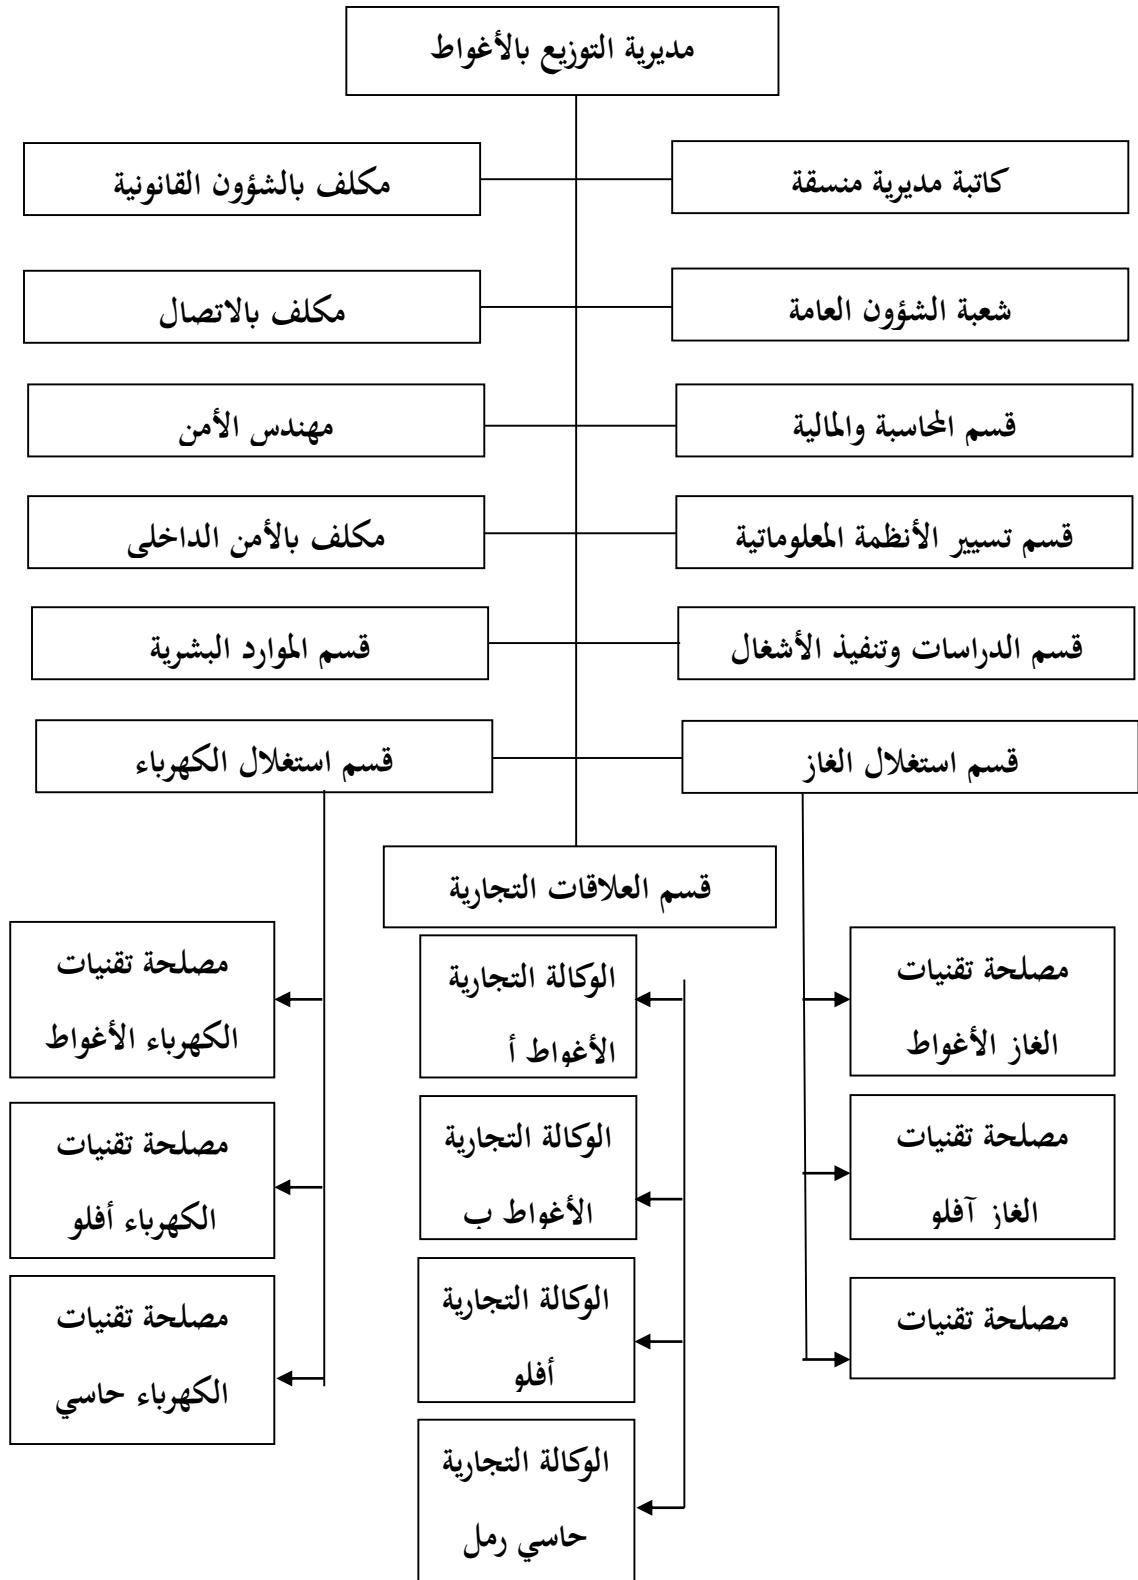 مديرية التوزيع بالأغواط
كاتبة مديرية منسقة
مكلف بالشؤون القانونية
شعبة الشؤون العامة
مكلف بالاتصال
قسم المحاسبة والمالية
مهندس الأمن
قسم تسيير الأنظمة المعلوماتية
مكلف بالأمن الداخلي
قسم الدراسات وتنفيذ الأشغال
قسم الموارد البشرية
قسم استغلال الغاز
قسم استغلال الكهرباء
قسم العلاقات التجارية
مصلحة تقنيات
الغاز الأغواط
مصلحة تقنيات
الغاز آفلو
مصلحة تقنيات
الوكالة التجارية
الأغواط أ
الوكالة التجارية
الأغواط ب
الوكالة التجارية
أفلو
الوكالة التجارية
حاسي رمل
مصلحة تقنيات
الكهرباء الأغواط
مصلحة تقنيات
الكهرباء أفلو
مصلحة تقنيات
الكهرباء حاسي